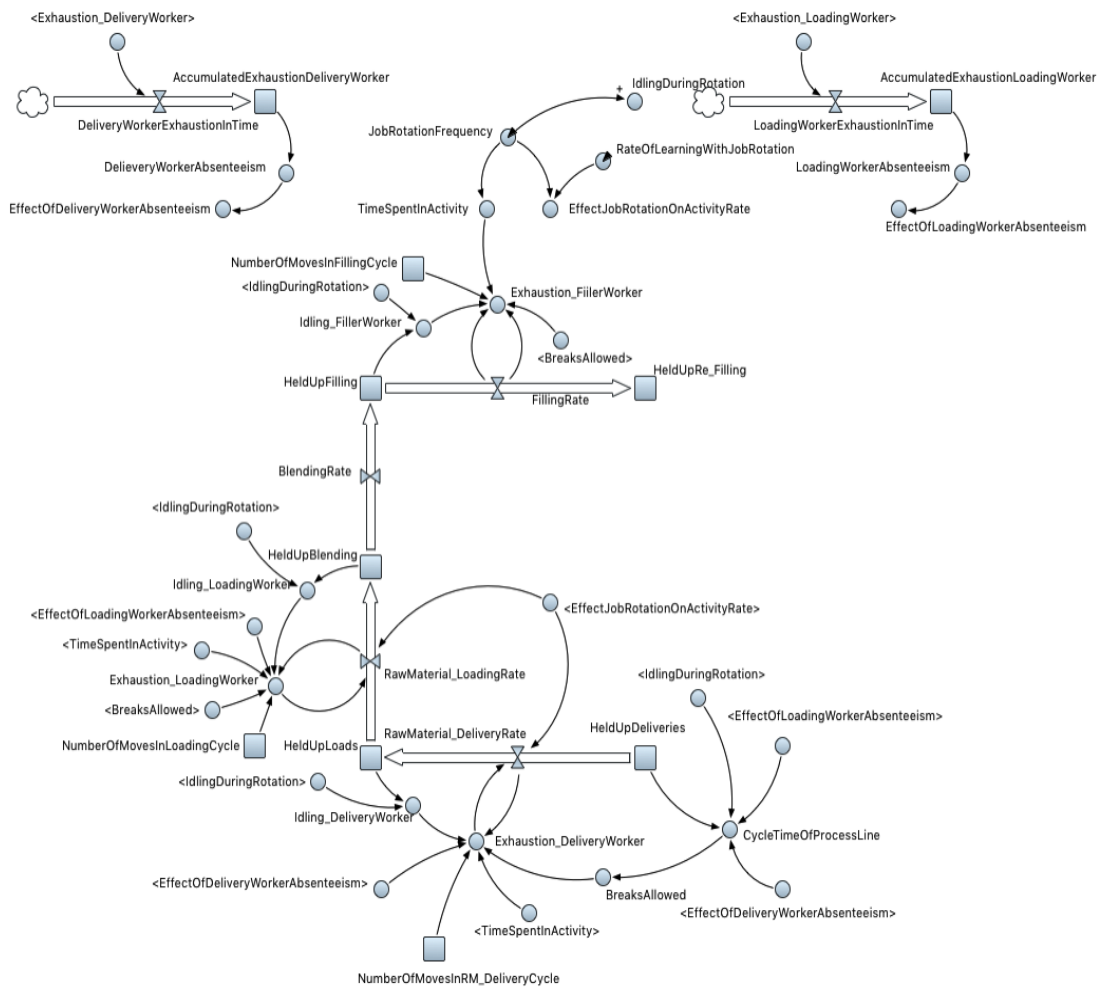 <Exhaustion_DeliveryWorker>
<Exhaustion_LoadingWorker>
AccumulatedExhaustionDeliveryWorker
IdlingDuringRotation
AccumulatedExhaustionLoadingWorker
+
DeliveryWorkerExhaustionInTime
JobRotationFrequency
LoadingWorkerExhaustionInTime
RateOfLearningWithJobRotation
DelieveryWorkerAbsenteeism
LoadingWorkerAbsenteeism
EffectOfDeliveryWorkerAbsenteeism
TimeSpentInActivity
EffectJobRotationOnActivityRate
EffectOfLoadingWorkerAbsenteeism
NumberOfMovesInFillingCycle
<IdlingDuringRotation>
Exhaustion_FillerWorker
Idling_FillerWorker
<BreaksAllowed>
HeldUpFilling
HeldUpRe_Filling
FillingRate
BlendingRate
<IdlingDuringRotation>
HeldUpBlending
Idling_LoadingWorker
<EffectOfLoadingWorkerAbsenteeism>
<EffectJobRotationOnActivityRate>
<TimeSpentInActivity>
Exhaustion_LoadingWorker
RawMaterial_LoadingRate
<IdlingDuringRotation>
<BreaksAllowed>
<EffectOfLoadingWorkerAbsenteeism>
NumberOfMovesInLoadingCycle
HeldUpLoads
RawMaterial_DeliveryRate
HeldUpDeliveries
<IdlingDuringRotation>
Idling_DeliveryWorker
Exhaustion_DeliveryWorker
CycleTimeOfProcessLine
<EffectOfDeliveryWorkerAbsenteeism>
BreaksAllowed
<EffectOfDeliveryWorkerAbsenteeism>
<TimeSpentInActivity>
NumberOfMovesInRM_DeliveryCycle